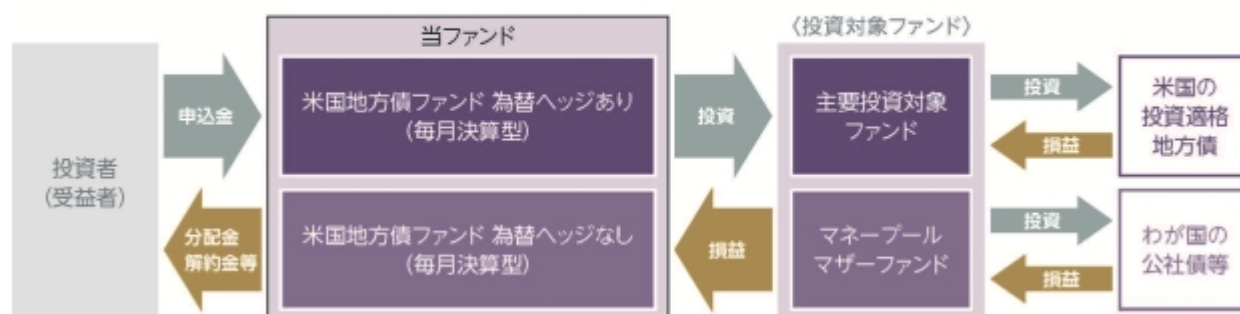 当ファンド
〈投資対象ファンド〉
投資者
(受益者)
申込金
米国地方債ファンド 為替ヘッジあり
(毎月決算型)
投資
主要投資対象
ファンド
投資
損益
米国の
投資適格
地方債
分配金
解約金等
米国地方債ファンド 為替ヘッジなし
(毎月決算型)
損益
マネープール
マザーファンド
投資
損益
わが国の
公社債等